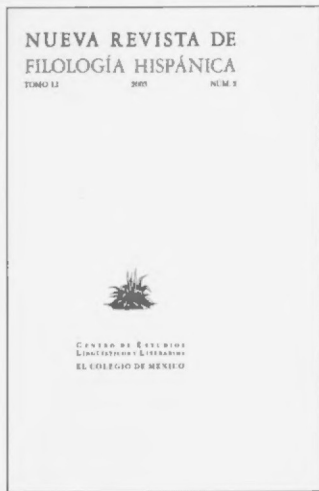 NUEVA REVISTA DE
FILOLOGÍA HISPÁNICA
TOMO LI 2003 NÚM. 2
CENTRO DE ESTUDIOS
LINGÜÍSTICOS Y LITERARIOS
EL COLEGIO DE MÉXICO